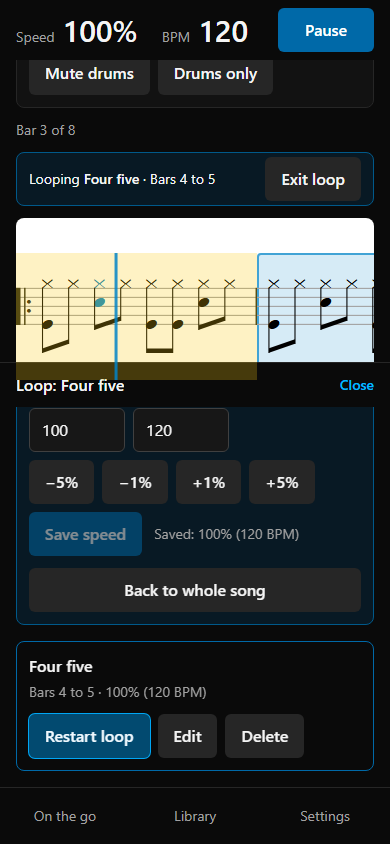 Speed 100% BPM 120 Pause
Mute drums Drums only
Bar 3 of 8
Looping Four five · Bars 4 to 5 Exit loop
Loop: Four five Close
100 120
−5% −1% +1% +5%
Save speed Saved: 100% (120 BPM)
Back to whole song
Four five
Bars 4 to 5 · 100% (120 BPM)
Restart loop Edit Delete
On the go Library Settings